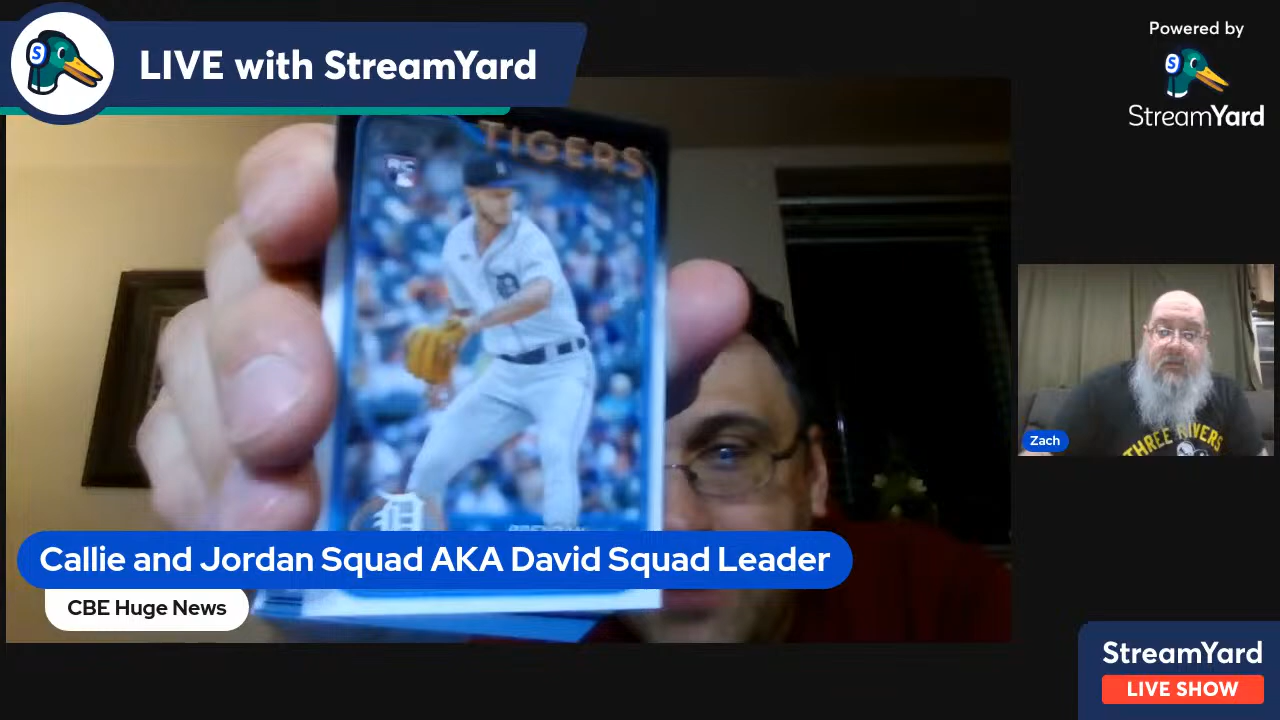 LIVE with StreamYard
Powered by
StreamYard
TIGERS
RC
D
Zach
THREE RIVERS
Callie and Jordan Squad AKA David Squad Leader
CBE Huge News
StreamYard
LIVE SHOW